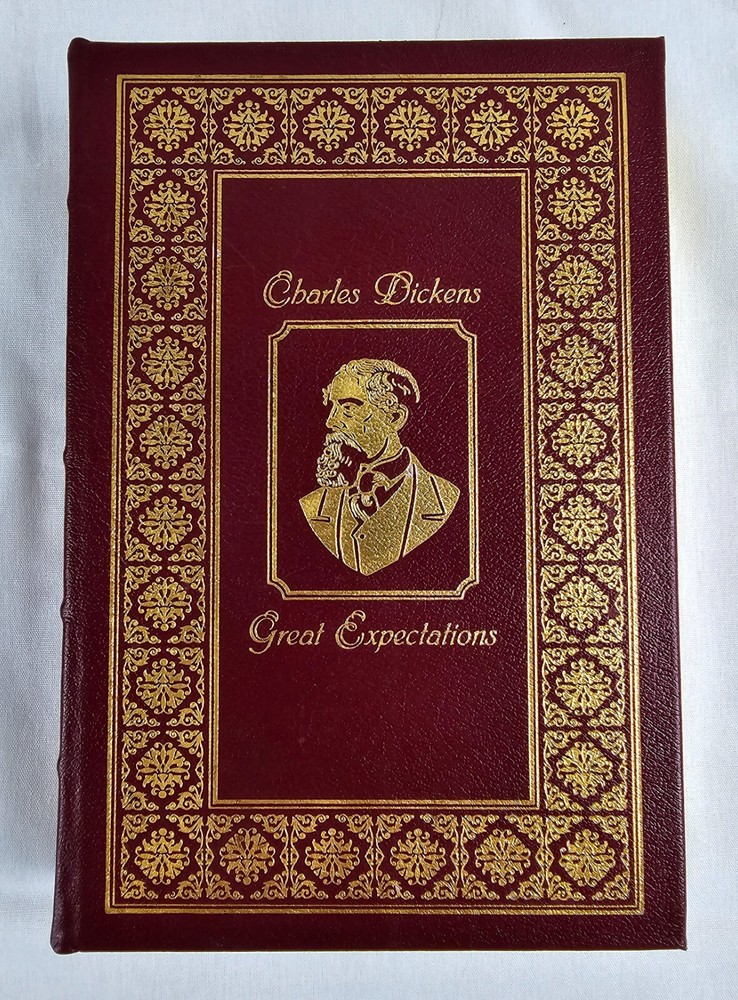 Charles Dickens
Great Expectations